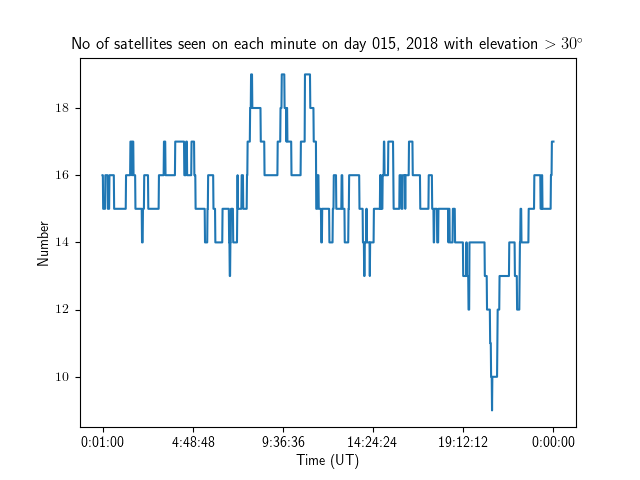 No of satellites seen on each minute on day 015, 2018 with elevation > 30°
18
16
14
12
10
Number
0:01:00 4:48:48 9:36:36 14:24:24 19:12:12 0:00:00
Time (UT)